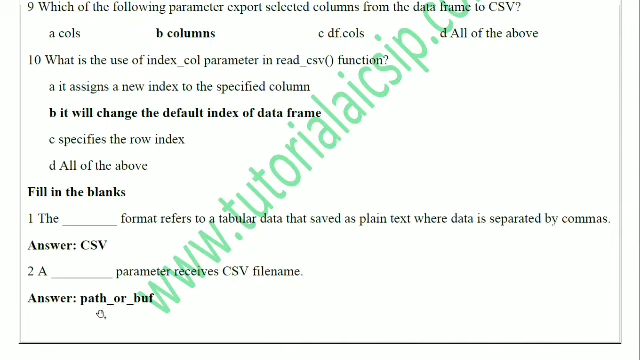 9 Which of the following parameter export selected columns from the data frame to CSV?
a cols b columns c df.cols d All of the above
10 What is the use of index_col parameter in read_csv() function?
a it assigns a new index to the specified column
b it will change the default index of data frame
c specifies the row index
d All of the above
Fill in the blanks
1 The ________ format refers to a tabular data that saved as plain text where data is separated by commas.
Answer: CSV
2 A _________ parameter receives CSV filename.
Answer: path_or_buf
www.tutorialaicsip.com